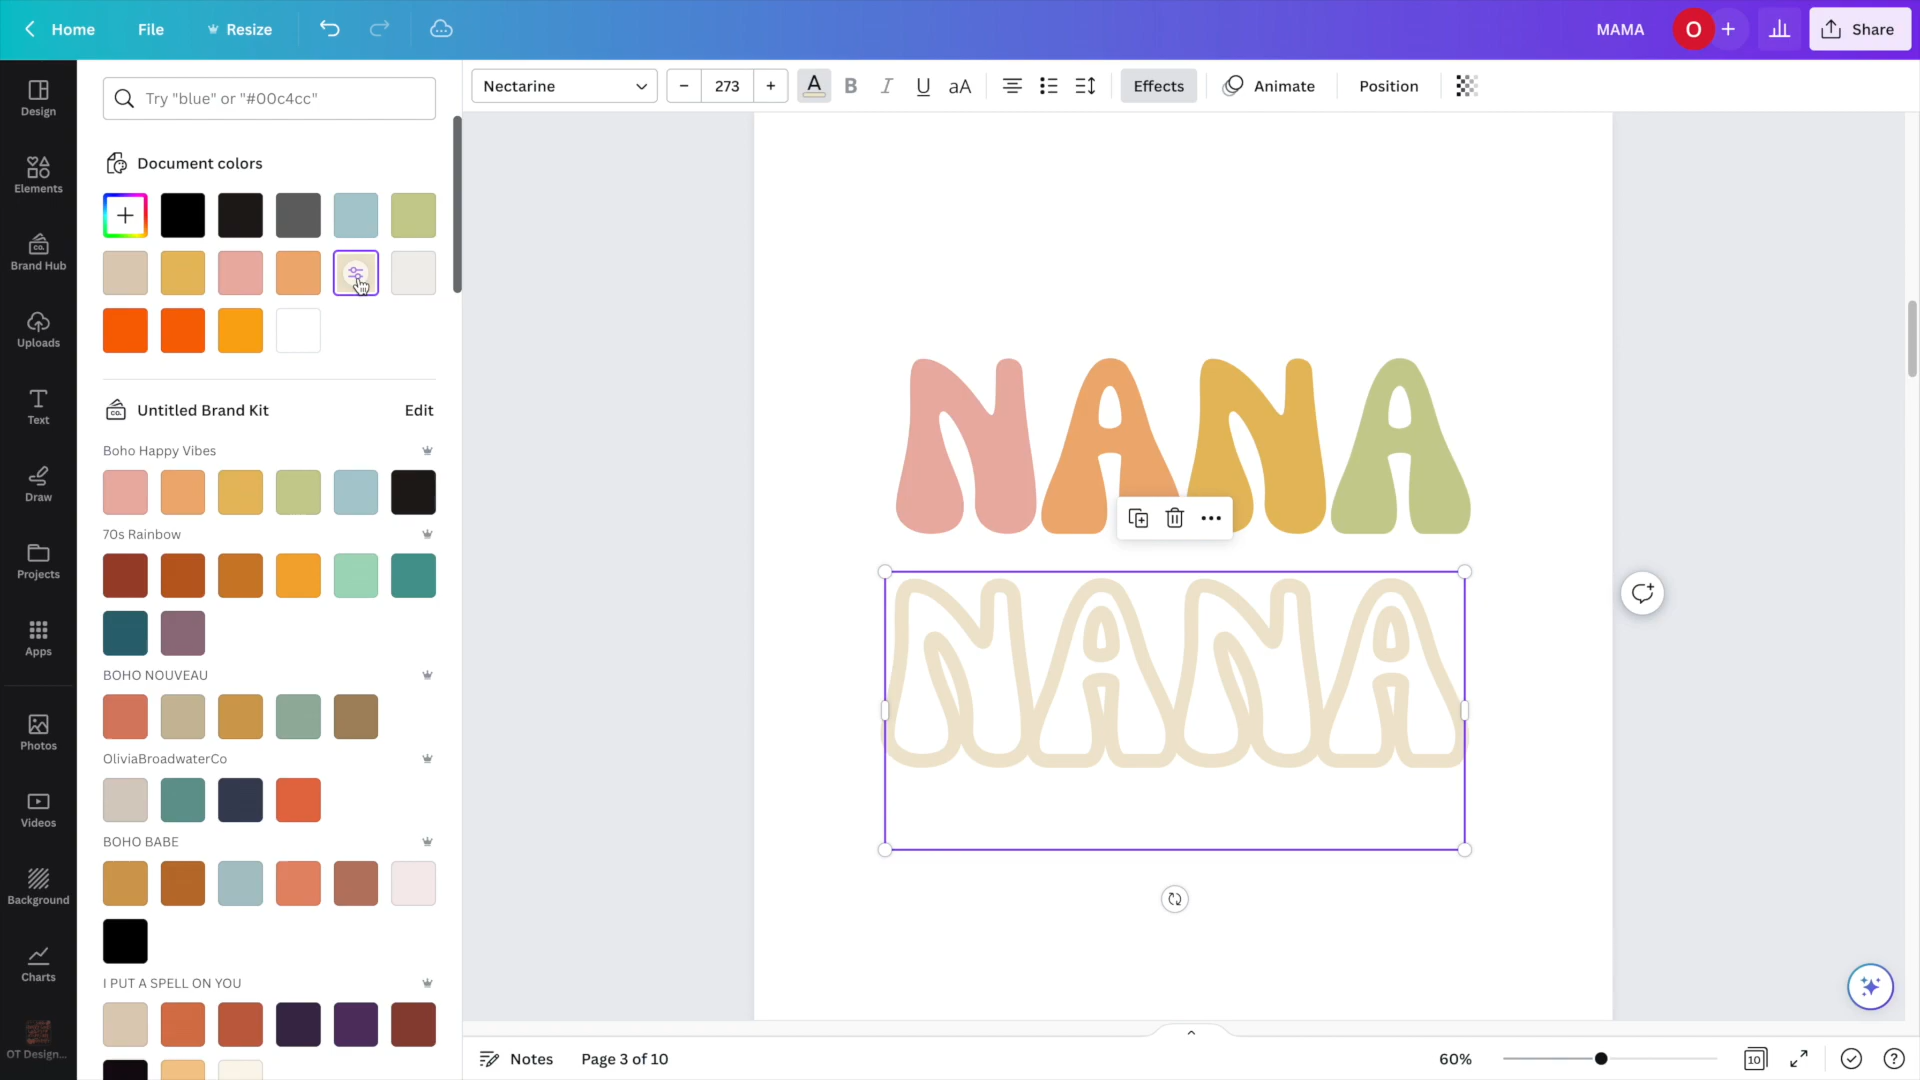 Home
File
Resize
MAMA
O
Share
Design
Elements
Brand Hub
CO.
Uploads
Text
Draw
Projects
Apps
Photos
Videos
Background
Charts
OT Design...
Try "blue" or "#00c4cc"
Document colors
CO.
Untitled Brand Kit
Edit
Boho Happy Vibes
70s Rainbow
BOHO NOUVEAU
OliviaBroadwaterCo
BOHO BABE
I PUT A SPELL ON YOU
Nectarine
− 273 +
A
B
I
U
aA
Effects
Animate
Position
NANA
NANA
Notes
Page 3 of 10
60%
10
?